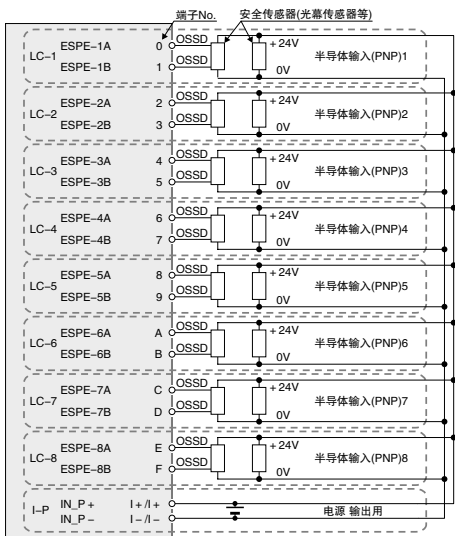 端子No. 安全传感器(光幕传感器等)
LC-1 ESPE-1A 0 OSSD +24V 半导体输入(PNP)1
ESPE-1B 1 OSSD 0V
LC-2 ESPE-2A 2 OSSD +24V 半导体输入(PNP)2
ESPE-2B 3 OSSD 0V
LC-3 ESPE-3A 4 OSSD +24V 半导体输入(PNP)3
ESPE-3B 5 OSSD 0V
LC-4 ESPE-4A 6 OSSD +24V 半导体输入(PNP)4
ESPE-4B 7 OSSD 0V
LC-5 ESPE-5A 8 OSSD +24V 半导体输入(PNP)5
ESPE-5B 9 OSSD 0V
LC-6 ESPE-6A A OSSD +24V 半导体输入(PNP)6
ESPE-6B B OSSD 0V
LC-7 ESPE-7A C OSSD +24V 半导体输入(PNP)7
ESPE-7B D OSSD 0V
LC-8 ESPE-8A E OSSD +24V 半导体输入(PNP)8
ESPE-8B F OSSD 0V
I-P IN_P+ I+/I+ 电源 输出用
IN_P- I-/I-